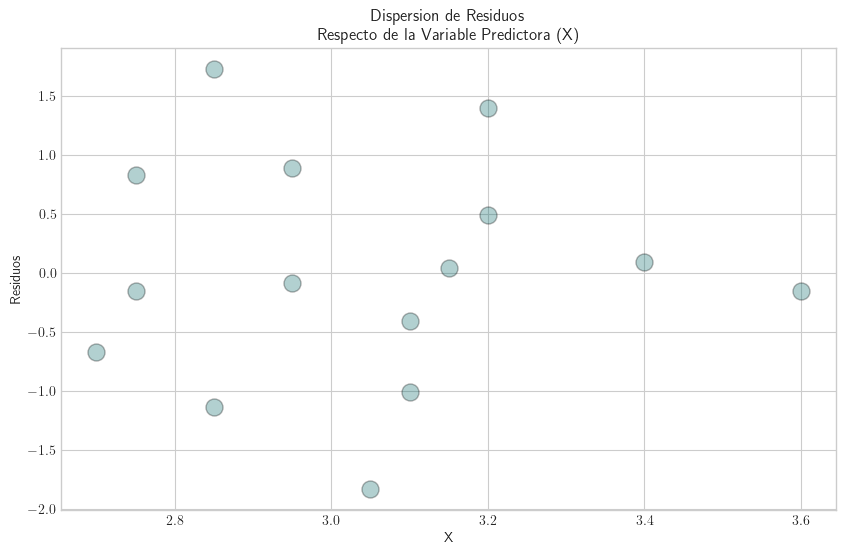 Dispersion de Residuos
Respecto de la Variable Predictora (X)
1.5
1.0
0.5
0.0
−0.5
−1.0
−1.5
−2.0
Residuos
2.8 3.0 3.2 3.4 3.6
X